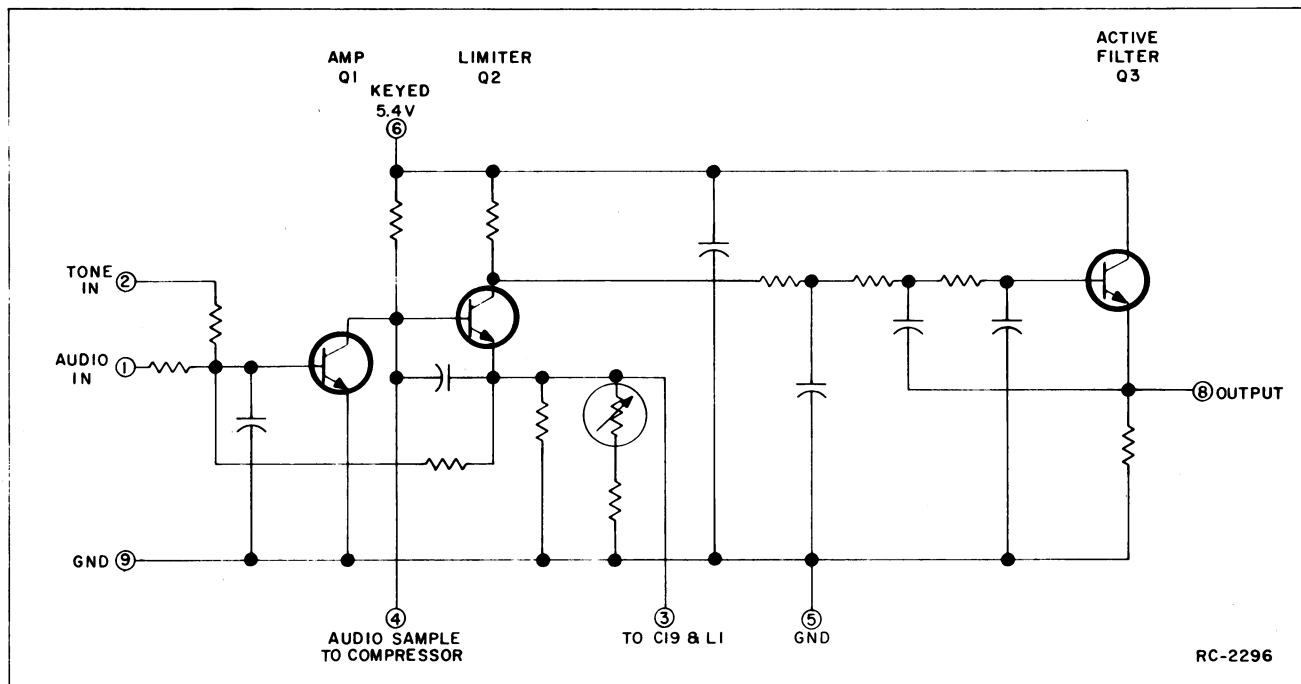 AMP
Q1
LIMITER
Q2
ACTIVE
FILTER
Q3
KEYED
5.4V
6
TONE
IN
2
AUDIO
IN
1
8 OUTPUT
GND 9
4
AUDIO SAMPLE
TO COMPRESSOR
3
TO C19 & L1
5
GND
RC-2296